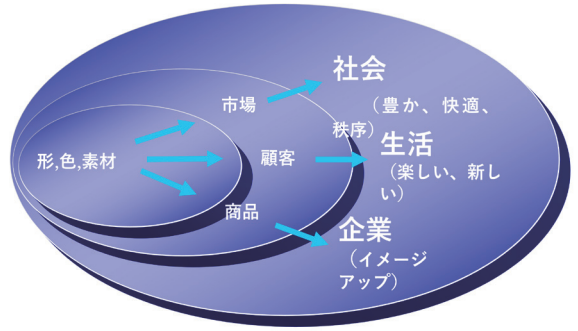 社会
市場
（豊か、快適、
秩序）
生活
形,色,素材
顧客
（楽しい、新し
い）
商品
企業
（イメージ
アップ）